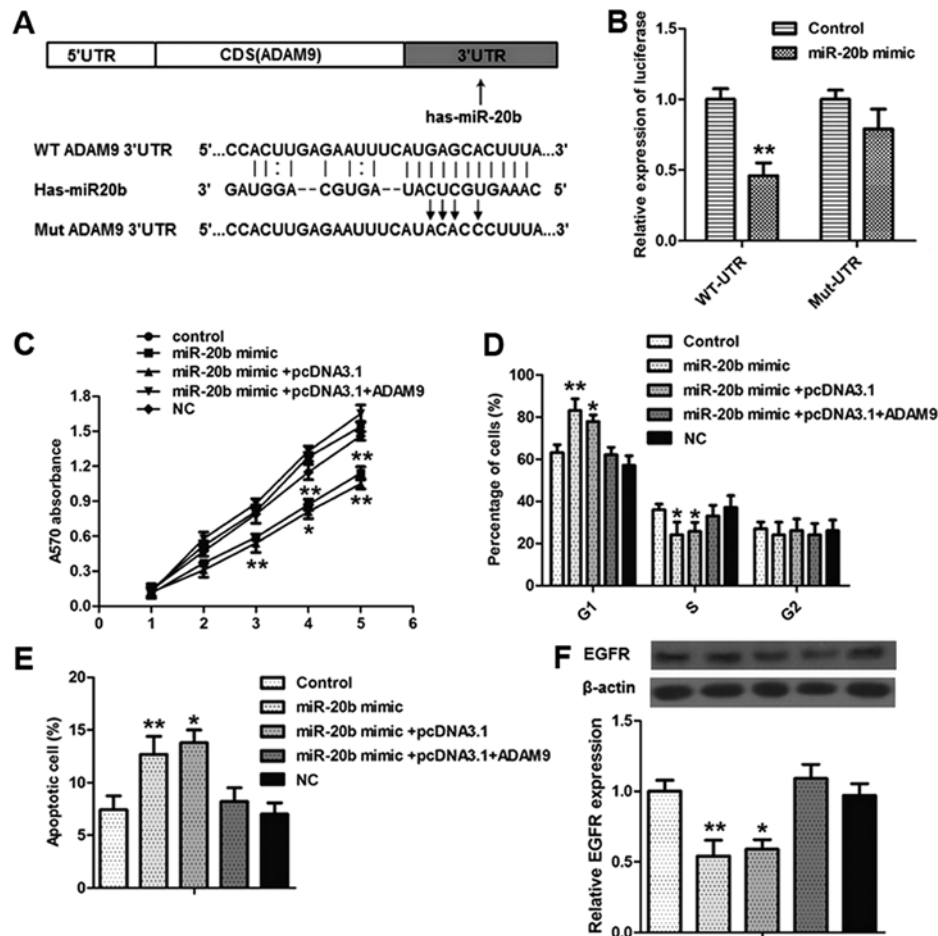 A
5'UTR CDS(ADAM9) 3'UTR
has-miR-20b
WT ADAM9 3'UTR 5'...CCACUUGAGAAUUUCAUGAGCACUUUA...3'
Has-miR20b 3' GAUGGA--CGUGA--UACUCGUGAAAC 5'
Mut ADAM9 3'UTR 5'...CCACUUGAGAAUUUCAUACACCCUUUA...3'
B
Relative expression of luciferase
1.5
1.0
0.5
0.0
Control
miR-20b mimic
**
WT-UTR
Mut-UTR
C
control
miR-20b mimic
miR-20b mimic +pcDNA3.1
miR-20b mimic +pcDNA3.1+ADAM9
NC
A570 absorbance
1.8
1.5
1.2
0.9
0.6
0.3
0.0
**
**
**
*
**
0 1 2 3 4 5 6
D
Control
miR-20b mimic
miR-20b mimic +pcDNA3.1
miR-20b mimic +pcDNA3.1+ADAM9
NC
Percentage of cells (%)
100
80
60
40
20
0
** *
* *
G1 S G2
E
Control
miR-20b mimic
miR-20b mimic +pcDNA3.1
miR-20b mimic +pcDNA3.1+ADAM9
NC
Apoptotic cell (%)
20
15
10
5
0
** *
F
EGFR
β-actin
Relative EGFR expression
1.5
1.0
0.5
0.0
** *